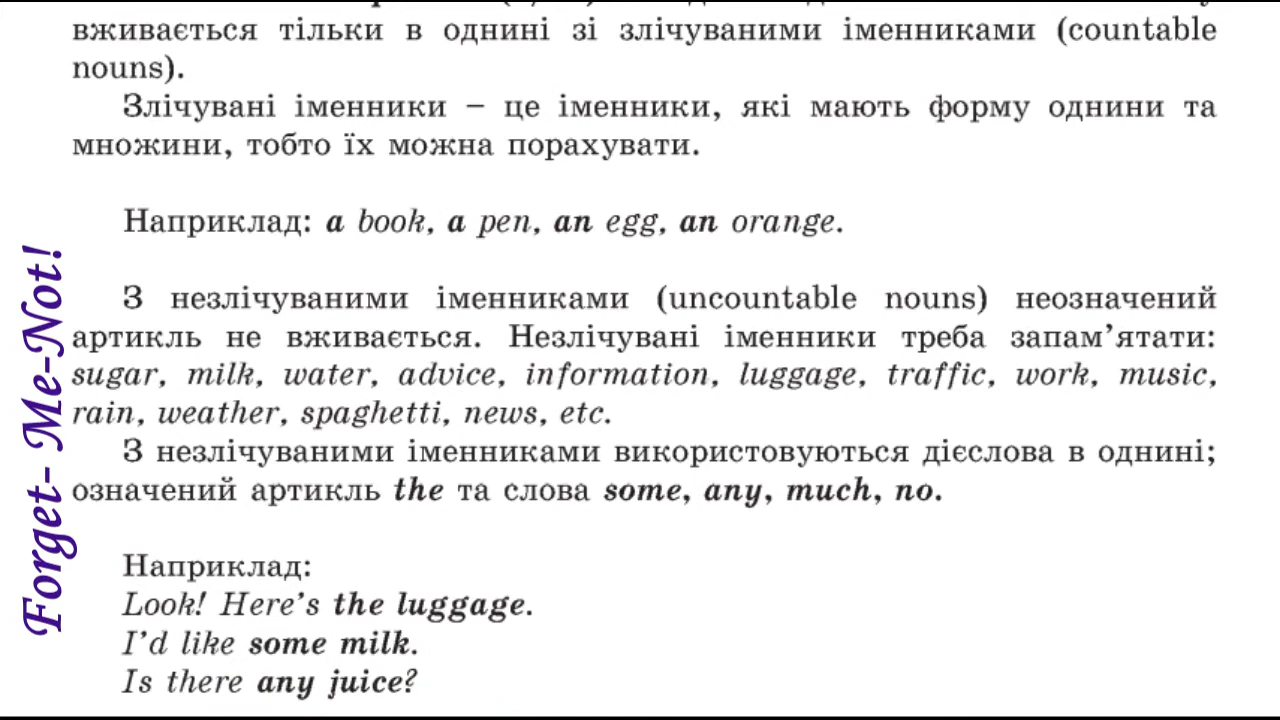 вживається тільки в однині зі злічуваними іменниками (countable
nouns).
Злічувані іменники – це іменники, які мають форму однини та
множини, тобто їх можна порахувати.
Наприклад: a book, a pen, an egg, an orange.
З незлічуваними іменниками (uncountable nouns) неозначений
артикль не вживається. Незлічувані іменники треба запам’ятати:
sugar, milk, water, advice, information, luggage, traffic, work, music,
rain, weather, spaghetti, news, etc.
З незлічуваними іменниками використовуються дієслова в однині;
означений артикль the та слова some, any, much, no.
Наприклад:
Look! Here’s the luggage.
I’d like some milk.
Is there any juice?
Forget- Me-Not!